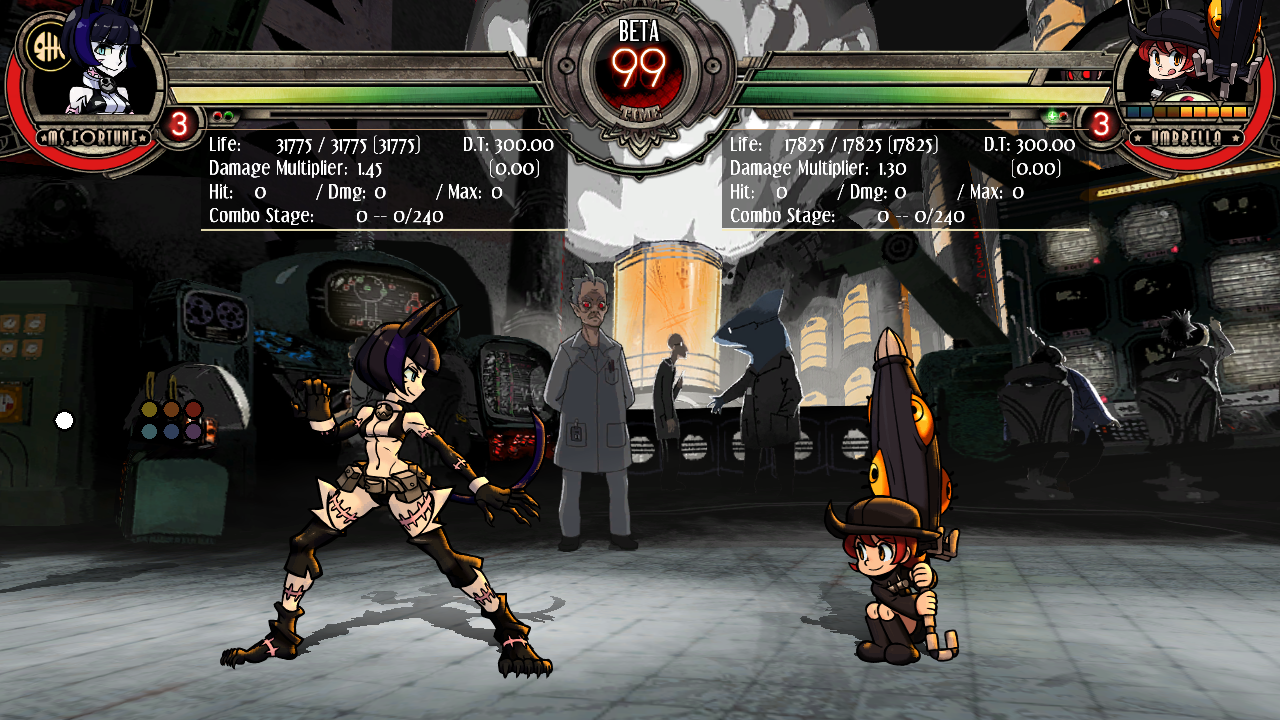 BETA
99
TIME
MS. FORTUNE
3
3
UMBRELLA
Life: 31775 / 31775 [31775] D.T: 300.00
Damage Multiplier: 1.45 [0.00]
Hit: 0 / Dmg: 0 / Max: 0
Combo Stage: 0 -- 0/240
Life: 17825 / 17825 [17825] D.T: 300.00
Damage Multiplier: 1.30 [0.00]
Hit: 0 / Dmg: 0 / Max: 0
Combo Stage: 0 -- 0/240